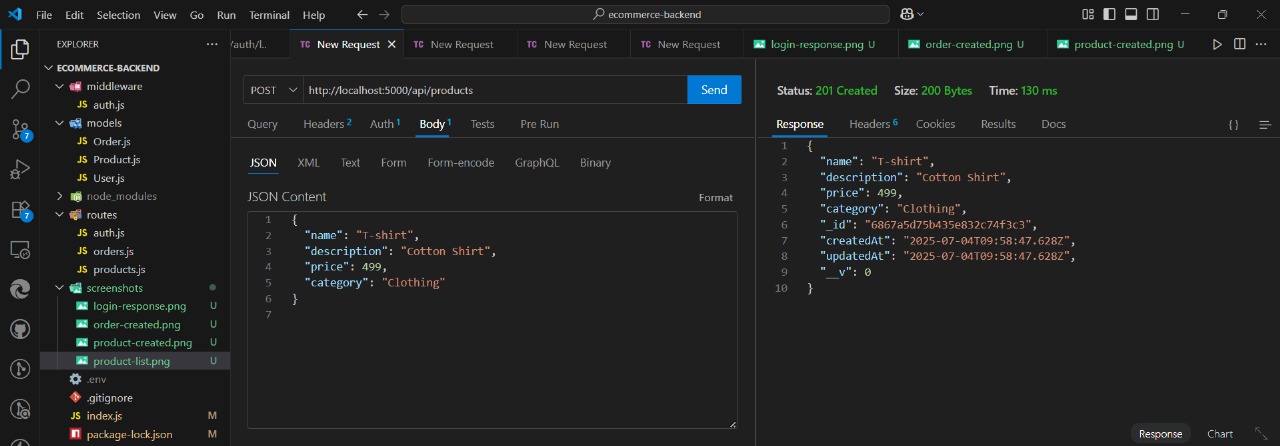 File Edit Selection View Go Run Terminal Help ecommerce-backend
EXPLORER
ECOMMERCE-BACKEND
middleware
JS auth.js
models
JS Order.js
JS Product.js
JS User.js
node_modules
routes
JS auth.js
JS orders.js
JS products.js
screenshots
login-response.png U
order-created.png U
product-created.png U
product-list.png U
.env
.gitignore
JS index.js M
package-lock.json M
7
7
/auth/l.. TC New Request TC New Request TC New Request TC New Request login-response.png U order-created.png U product-created.png U
POST http://localhost:5000/api/products Send
Query Headers 2 Auth 1 Body 1 Tests Pre Run
JSON XML Text Form Form-encode GraphQL Binary
JSON Content Format
1 {
2 "name": "T-shirt",
3 "description": "Cotton Shirt",
4 "price": 499,
5 "category": "Clothing"
6 }
7
Status: 201 Created Size: 200 Bytes Time: 130 ms
Response Headers 6 Cookies Results Docs { }
1 {
2 "name": "T-shirt",
3 "description": "Cotton Shirt",
4 "price": 499,
5 "category": "Clothing",
6 "_id": "6867a5d75b435e832c74f3c3",
7 "createdAt": "2025-07-04T09:58:47.628Z",
8 "updatedAt": "2025-07-04T09:58:47.628Z",
9 "__v": 0
10 }
Response Chart